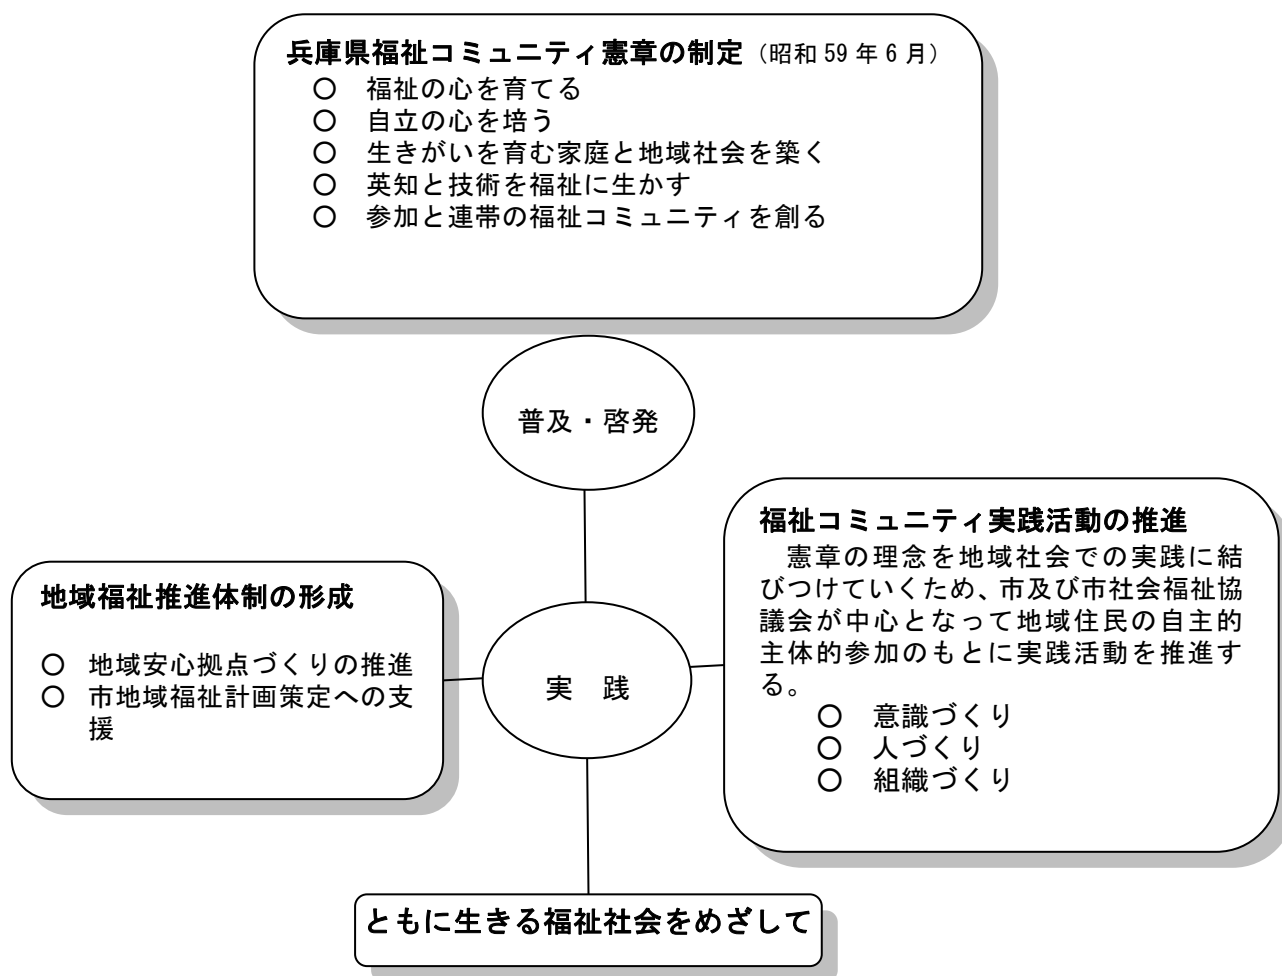 兵庫県福祉コミュニティ憲章の制定（昭和 59 年 6 月）
○ 福祉の心を育てる
○ 自立の心を培う
○ 生きがいを育む家庭と地域社会を築く
○ 英知と技術を福祉に生かす
○ 参加と連帯の福祉コミュニティを創る
普及・啓発
地域福祉推進体制の形成
○ 地域安心拠点づくりの推進
○ 市地域福祉計画策定への支
援
実 践
福祉コミュニティ実践活動の推進
憲章の理念を地域社会での実践に結
びつけていくため、市及び市社会福祉協
議会が中心となって地域住民の自主的
主体的参加のもとに実践活動を推進す
る。
○ 意識づくり
○ 人づくり
○ 組織づくり
ともに生きる福祉社会をめざして